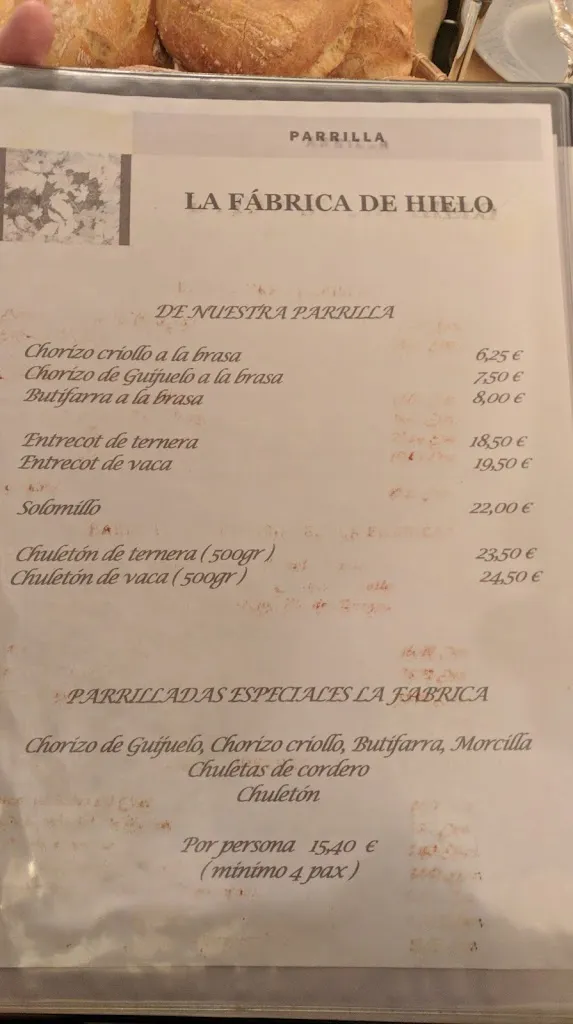 PARRILLA
LA FÁBRICA DE HIELO
DE NUESTRA PARRILLA
Chorizo criollo a la brasa 6,25 €
Chorizo de Guijuelo a la brasa 7,50 €
Butifarra a la brasa 8,00 €
Entrecot de ternera 18,50 €
Entrecot de vaca 19,50 €
Solomillo 22,00 €
Chuletón de ternera ( 500gr ) 23,50 €
Chuletón de vaca ( 500gr ) 24,50 €
PARRILLADAS ESPECIALES LA FABRICA
Chorizo de Guijuelo, Chorizo criollo, Butifarra, Morcilla
Chuletas de cordero
Chuletón
Por persona 15,40 €
( mínimo 4 pax )